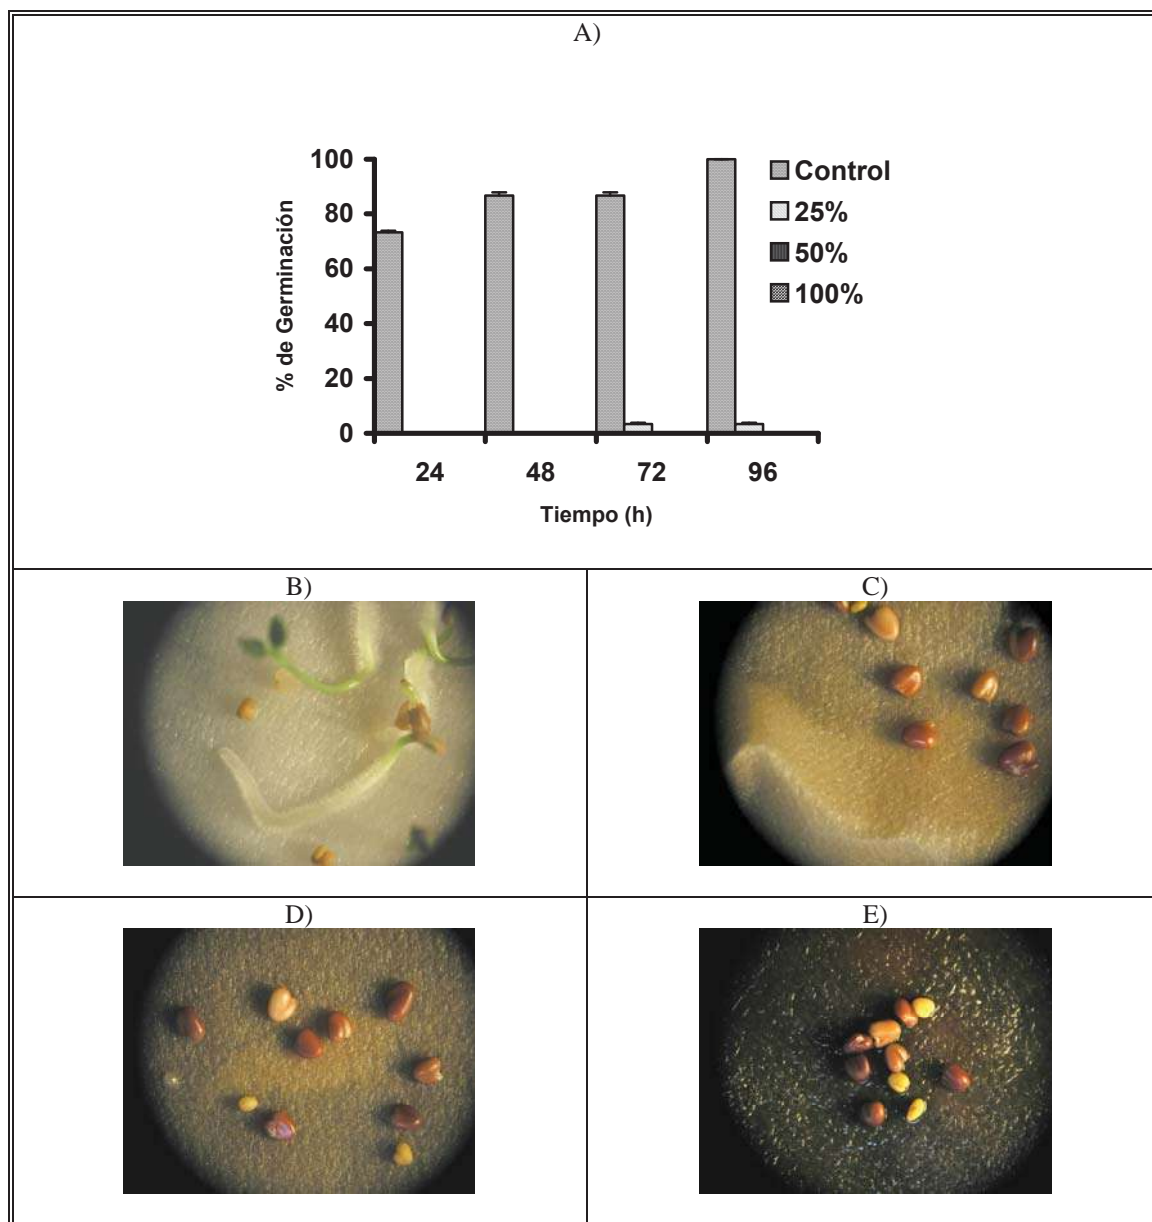 A)
100
80
60
40
20
0
% de Germinación
24 48 72 96
Tiempo (h)
Control
25%
50%
100%
B) C)
D) E)